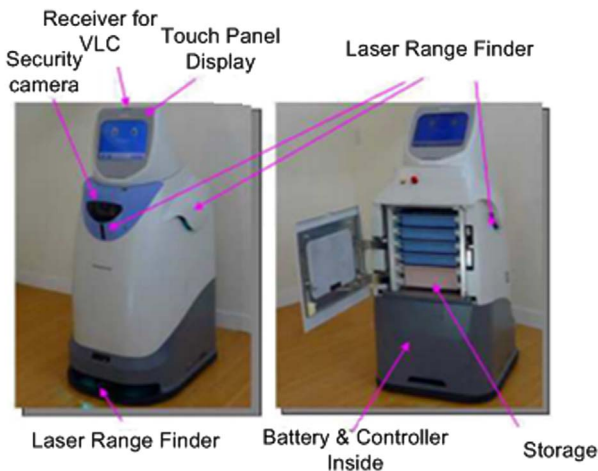 Receiver for
VLC
Security
camera
Touch Panel
Display
Laser Range Finder
Laser Range Finder
Battery & Controller
Inside
Storage